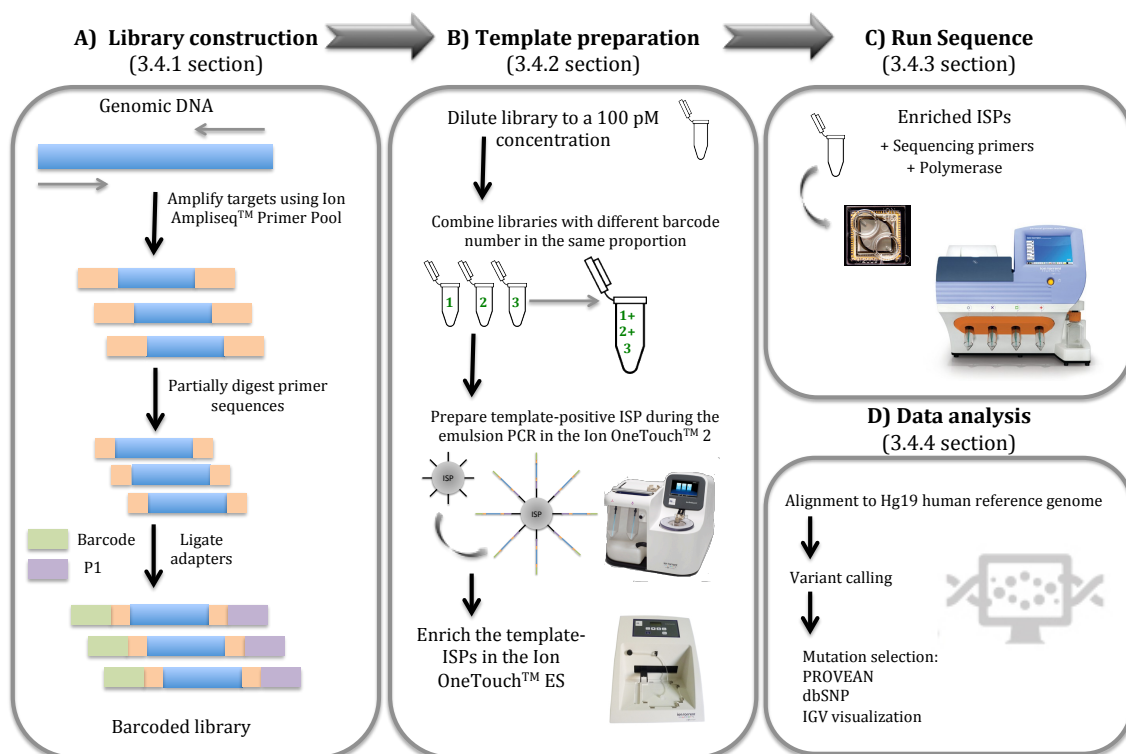 A) Library construction
(3.4.1 section)
Genomic DNA
Amplify targets using Ion
Ampliseq™ Primer Pool
Partially digest primer
sequences
Barcode
P1
Ligate
adapters
Barcoded library
B) Template preparation
(3.4.2 section)
Dilute library to a 100 pM
concentration
Combine libraries with different barcode
number in the same proportion
1
2
3
1+
2+
3
Prepare template-positive ISP during the
emulsion PCR in the Ion OneTouch™ 2
ISP
ISP
Enrich the template-
ISPs in the Ion
OneTouch™ ES
C) Run Sequence
(3.4.3 section)
Enriched ISPs
+ Sequencing primers
+ Polymerase
D) Data analysis
(3.4.4 section)
Alignment to Hg19 human reference genome
Variant calling
Mutation selection:
PROVEAN
dbSNP
IGV visualization